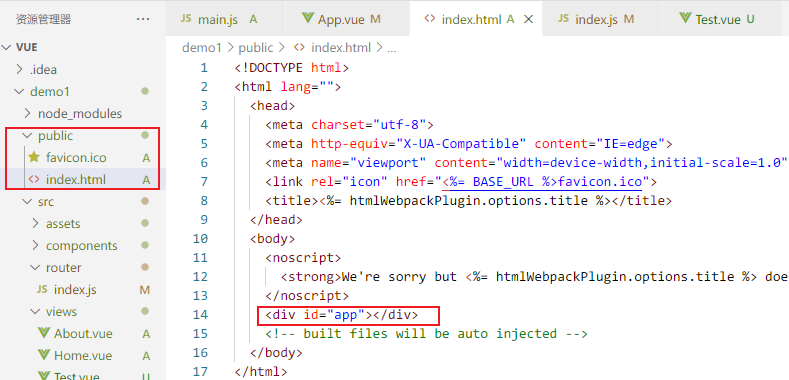 资源管理器 ···
main.js A
App.vue M
index.html A ×
index.js M
Test.vue U
VUE
.idea
demo1
node_modules
public
favicon.ico A
index.html A
src
assets
components
router
index.js M
views
About.vue A
Home.vue A
Test.vue U
demo1 > public > <> index.html > ...
1 <!DOCTYPE html>
2 <html lang="">
3 <head>
4 <meta charset="utf-8">
5 <meta http-equiv="X-UA-Compatible" content="IE=edge">
6 <meta name="viewport" content="width=device-width,initial-scale=1.0"
7 <link rel="icon" href="<%= BASE_URL %>favicon.ico">
8 <title><%= htmlWebpackPlugin.options.title %></title>
9 </head>
10 <body>
11 <noscript>
12 <strong>We're sorry but <%= htmlWebpackPlugin.options.title %> doe
13 </noscript>
14 <div id="app"></div>
15 <!-- built files will be auto injected -->
16 </body>
17 </html>